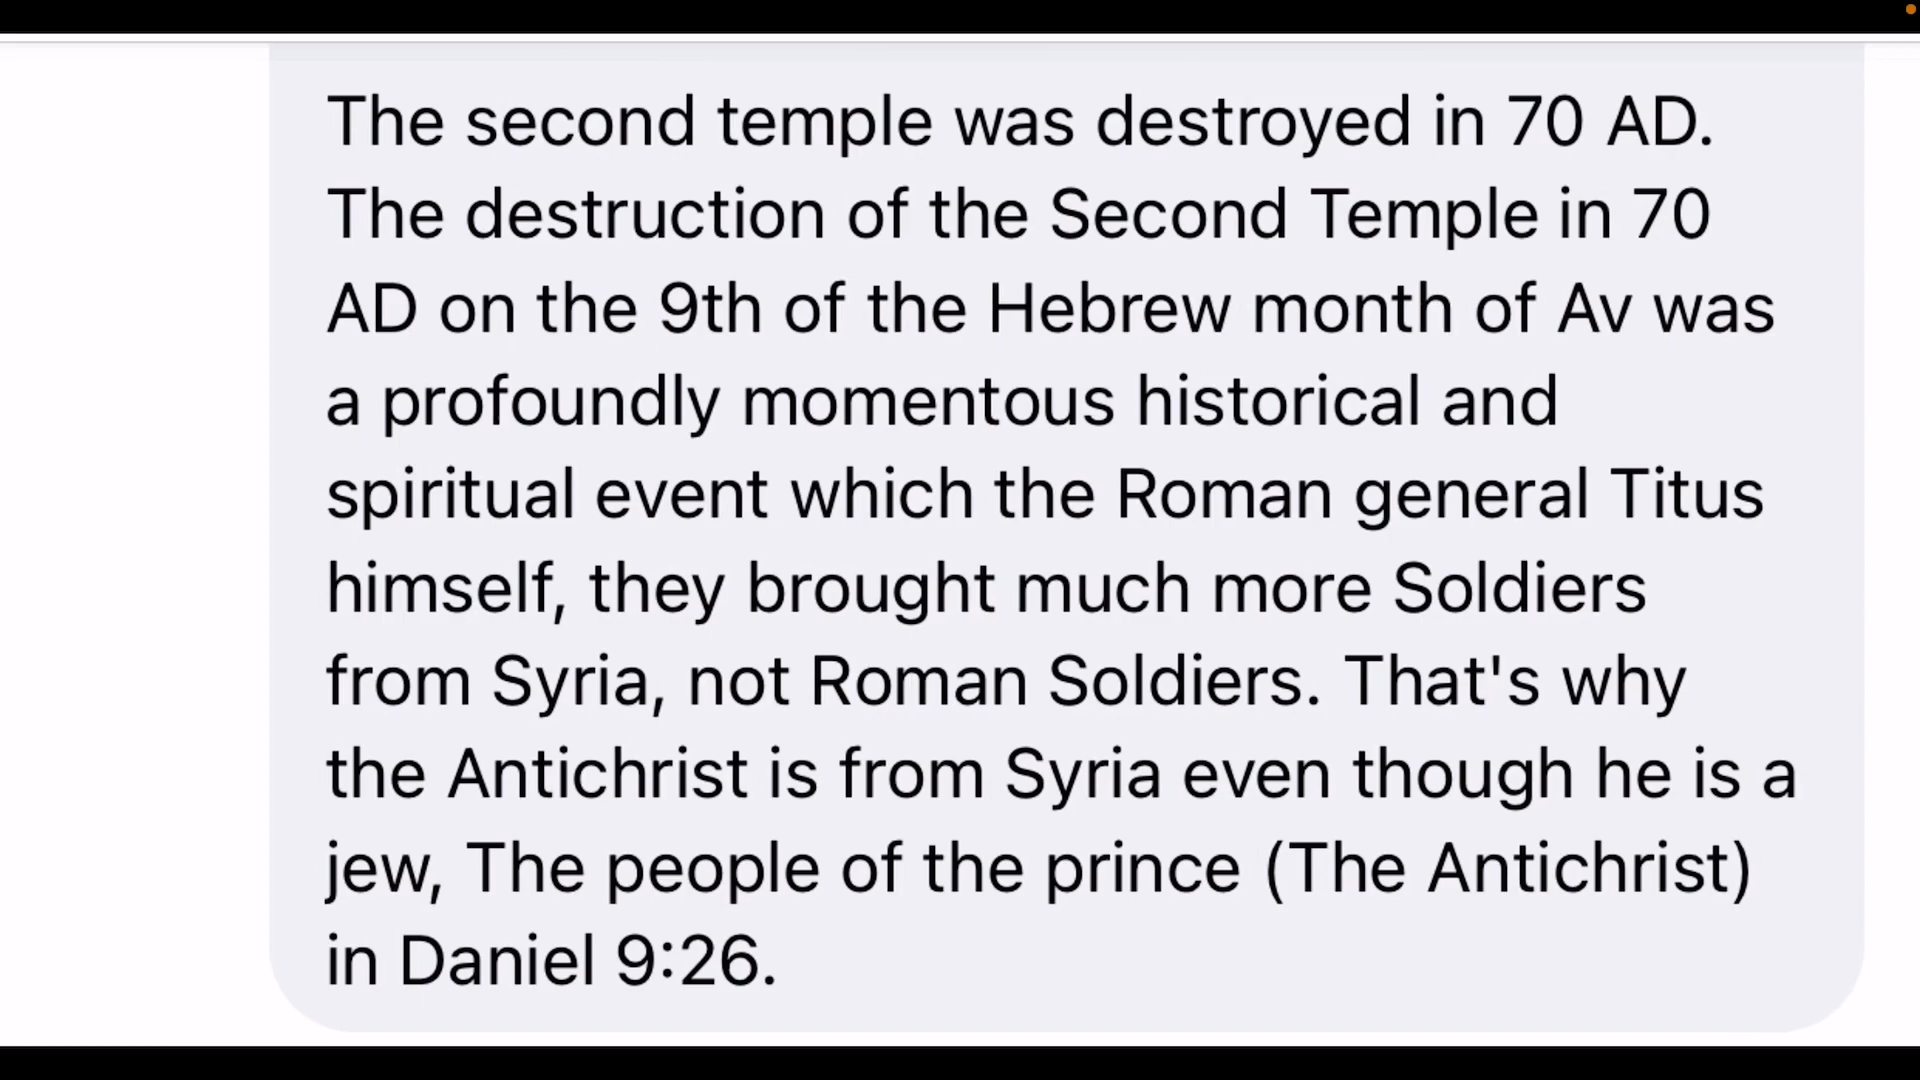 The second temple was destroyed in 70 AD.
The destruction of the Second Temple in 70
AD on the 9th of the Hebrew month of Av was
a profoundly momentous historical and
spiritual event which the Roman general Titus
himself, they brought much more Soldiers
from Syria, not Roman Soldiers. That's why
the Antichrist is from Syria even though he is a
jew, The people of the prince (The Antichrist)
in Daniel 9:26.